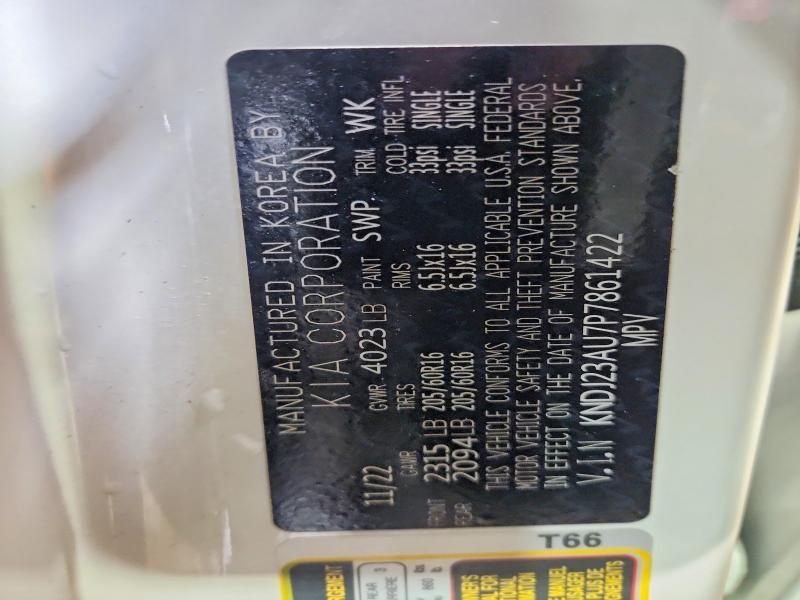 MANUFACTURED IN KOREA BY
KIA CORPORATION
11/22 GVWR 4023 LB PAINT SWP. TRIM WK
GAWR TIRES RIMS COLD TIRE INFL
FRONT 2315 LB 205/60R16 6.5Jx16 33psi SINGLE
REAR 2094 LB 205/60R16 6.5Jx16 33psi SINGLE
THIS VEHICLE CONFORMS TO ALL APPLICABLE U.S.A. FEDERAL
MOTOR VEHICLE SAFETY AND THEFT PREVENTION STANDARDS
IN EFFECT ON THE DATE OF MANUFACTURE SHOWN ABOVE.
V.I.N KNDJ23AU7P7861422
MPV
T66